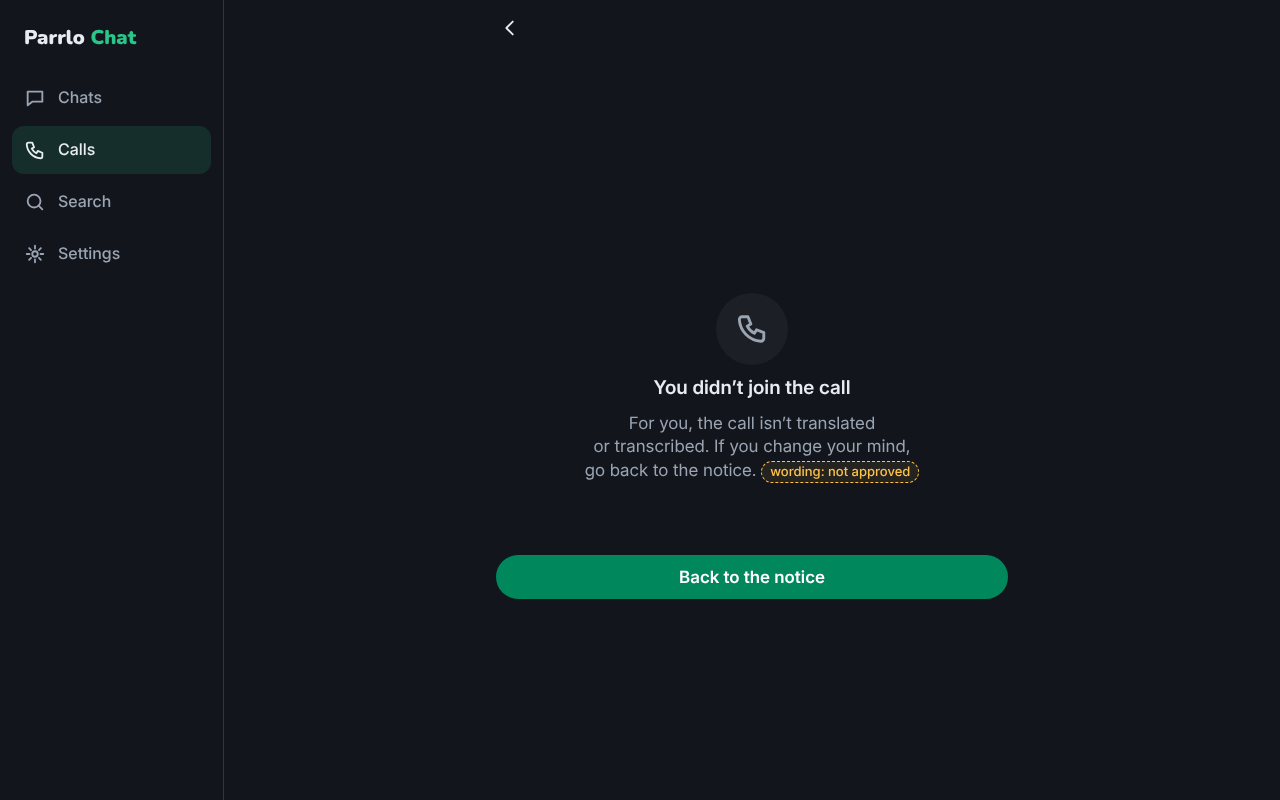 Parrlo Chat
Chats
Calls
Search
Settings
You didn’t join the call
For you, the call isn’t translated
or transcribed. If you change your mind,
go back to the notice. wording: not approved
Back to the notice